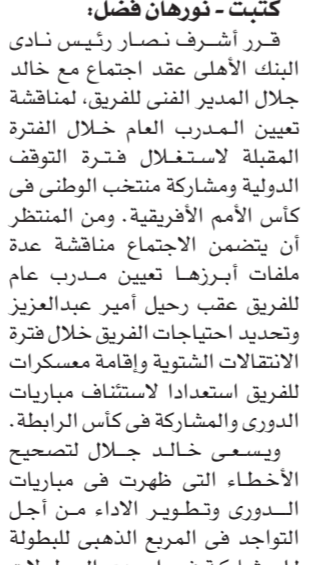 كتبت - نورهان فضل:
قرر أشرف نصار رئيس نادى
البنك الأهلى عقد اجتماع مع خالد
جلال المدير الفنى للفريق، لمناقشة
تعيين المدرب العام خلال الفترة
المقبلة لاستغلال فترة التوقف
الدولية ومشاركة منتخب الوطنى فى
كأس الأمم الأفريقية. ومن المنتظر
أن يتضمن الاجتماع مناقشة عدة
ملفات أبرزها تعيين مدرب عام
للفريق عقب رحيل أمير عبدالعزيز
وتحديد احتياجات الفريق خلال فترة
الانتقالات الشتوية وإقامة معسكرات
للفريق استعدادا لاستئناف مباريات
الدورى والمشاركة فى كأس الرابطة.
ويسعى خالد جلال لتصحيح
الأخطاء التى ظهرت فى مباريات
الدورى وتطوير الاداء من أجل
التواجد فى المربع الذهبى للبطولة